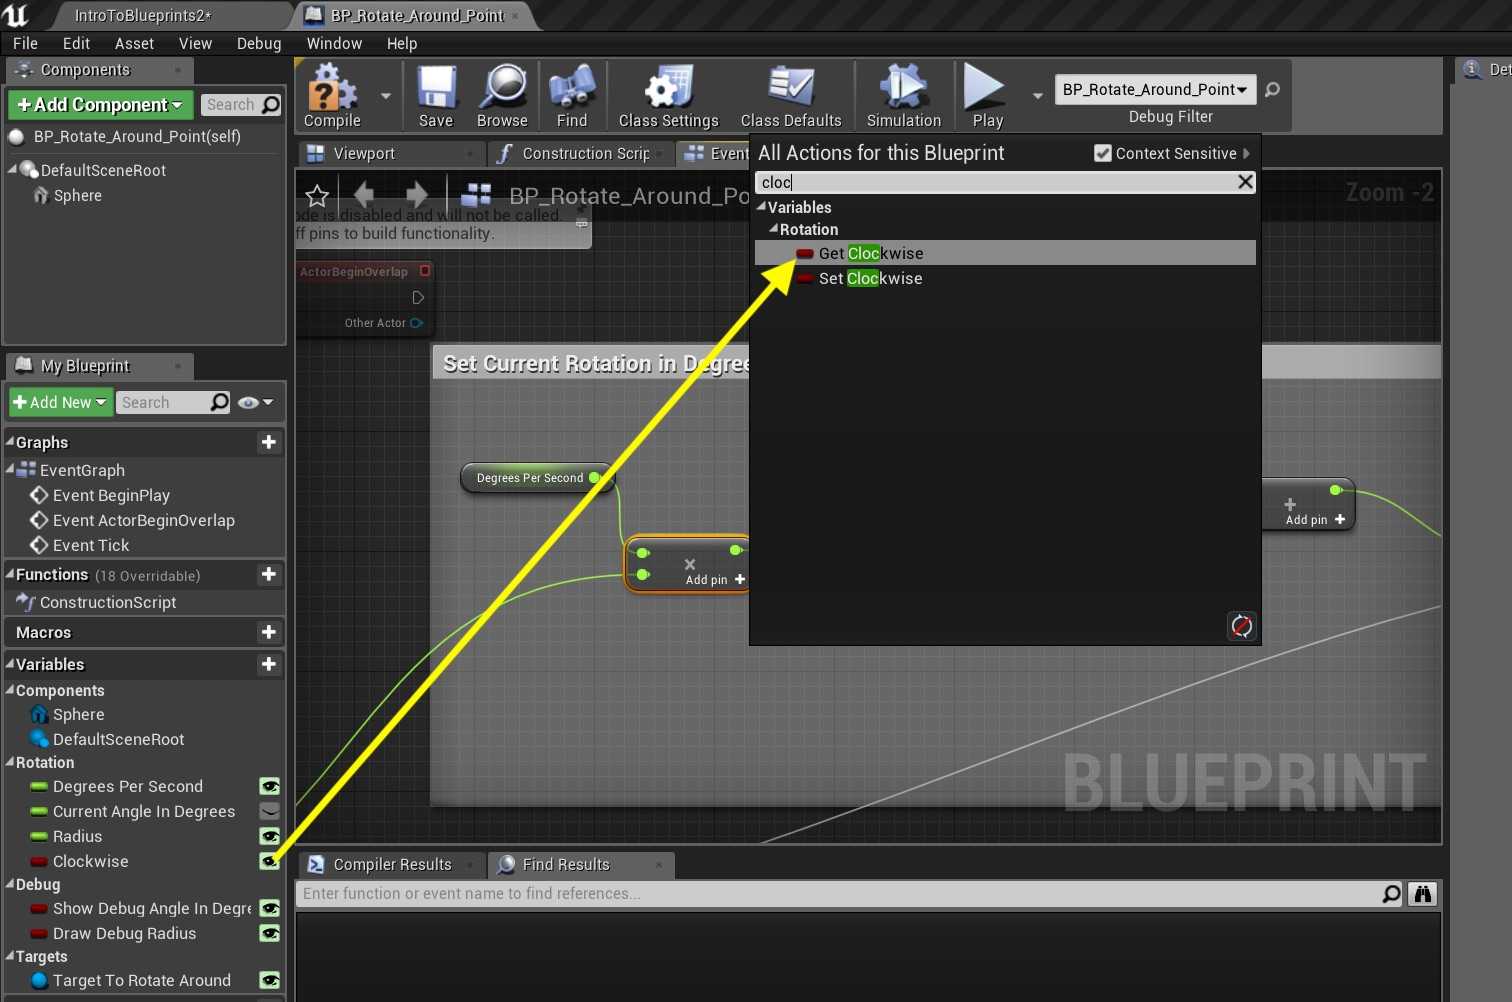 IntroToBlueprints2*
BP_Rotate_Around_Point
File Edit Asset View Debug Window Help
Components
Add Component
Search
BP_Rotate_Around_Point(self)
DefaultSceneRoot
Sphere
Compile
Save
Browse
Find
Class Settings
Class Defaults
Simulation
Play
BP_Rotate_Around_Point
Debug Filter
Det
Viewport
Construction Scrip
Event
BP_Rotate_Around_Po
Zoom -2
ode is disabled and will not be called.
ff pins to build functionality.
ActorBeginOverlap
Other Actor
All Actions for this Blueprint
Context Sensitive
cloc
Variables
Rotation
Get Clockwise
Set Clockwise
Set Current Rotation in Degree
Degrees Per Second
Add pin
Add pin
BLUEPRINT
My Blueprint
Add New
Search
Graphs
EventGraph
Event BeginPlay
Event ActorBeginOverlap
Event Tick
Functions (18 Overridable)
ConstructionScript
Macros
Variables
Components
Sphere
DefaultSceneRoot
Rotation
Degrees Per Second
Current Angle In Degrees
Radius
Clockwise
Debug
Show Debug Angle In Degre
Draw Debug Radius
Targets
Target To Rotate Around
Compiler Results
Find Results
Enter function or event name to find references...